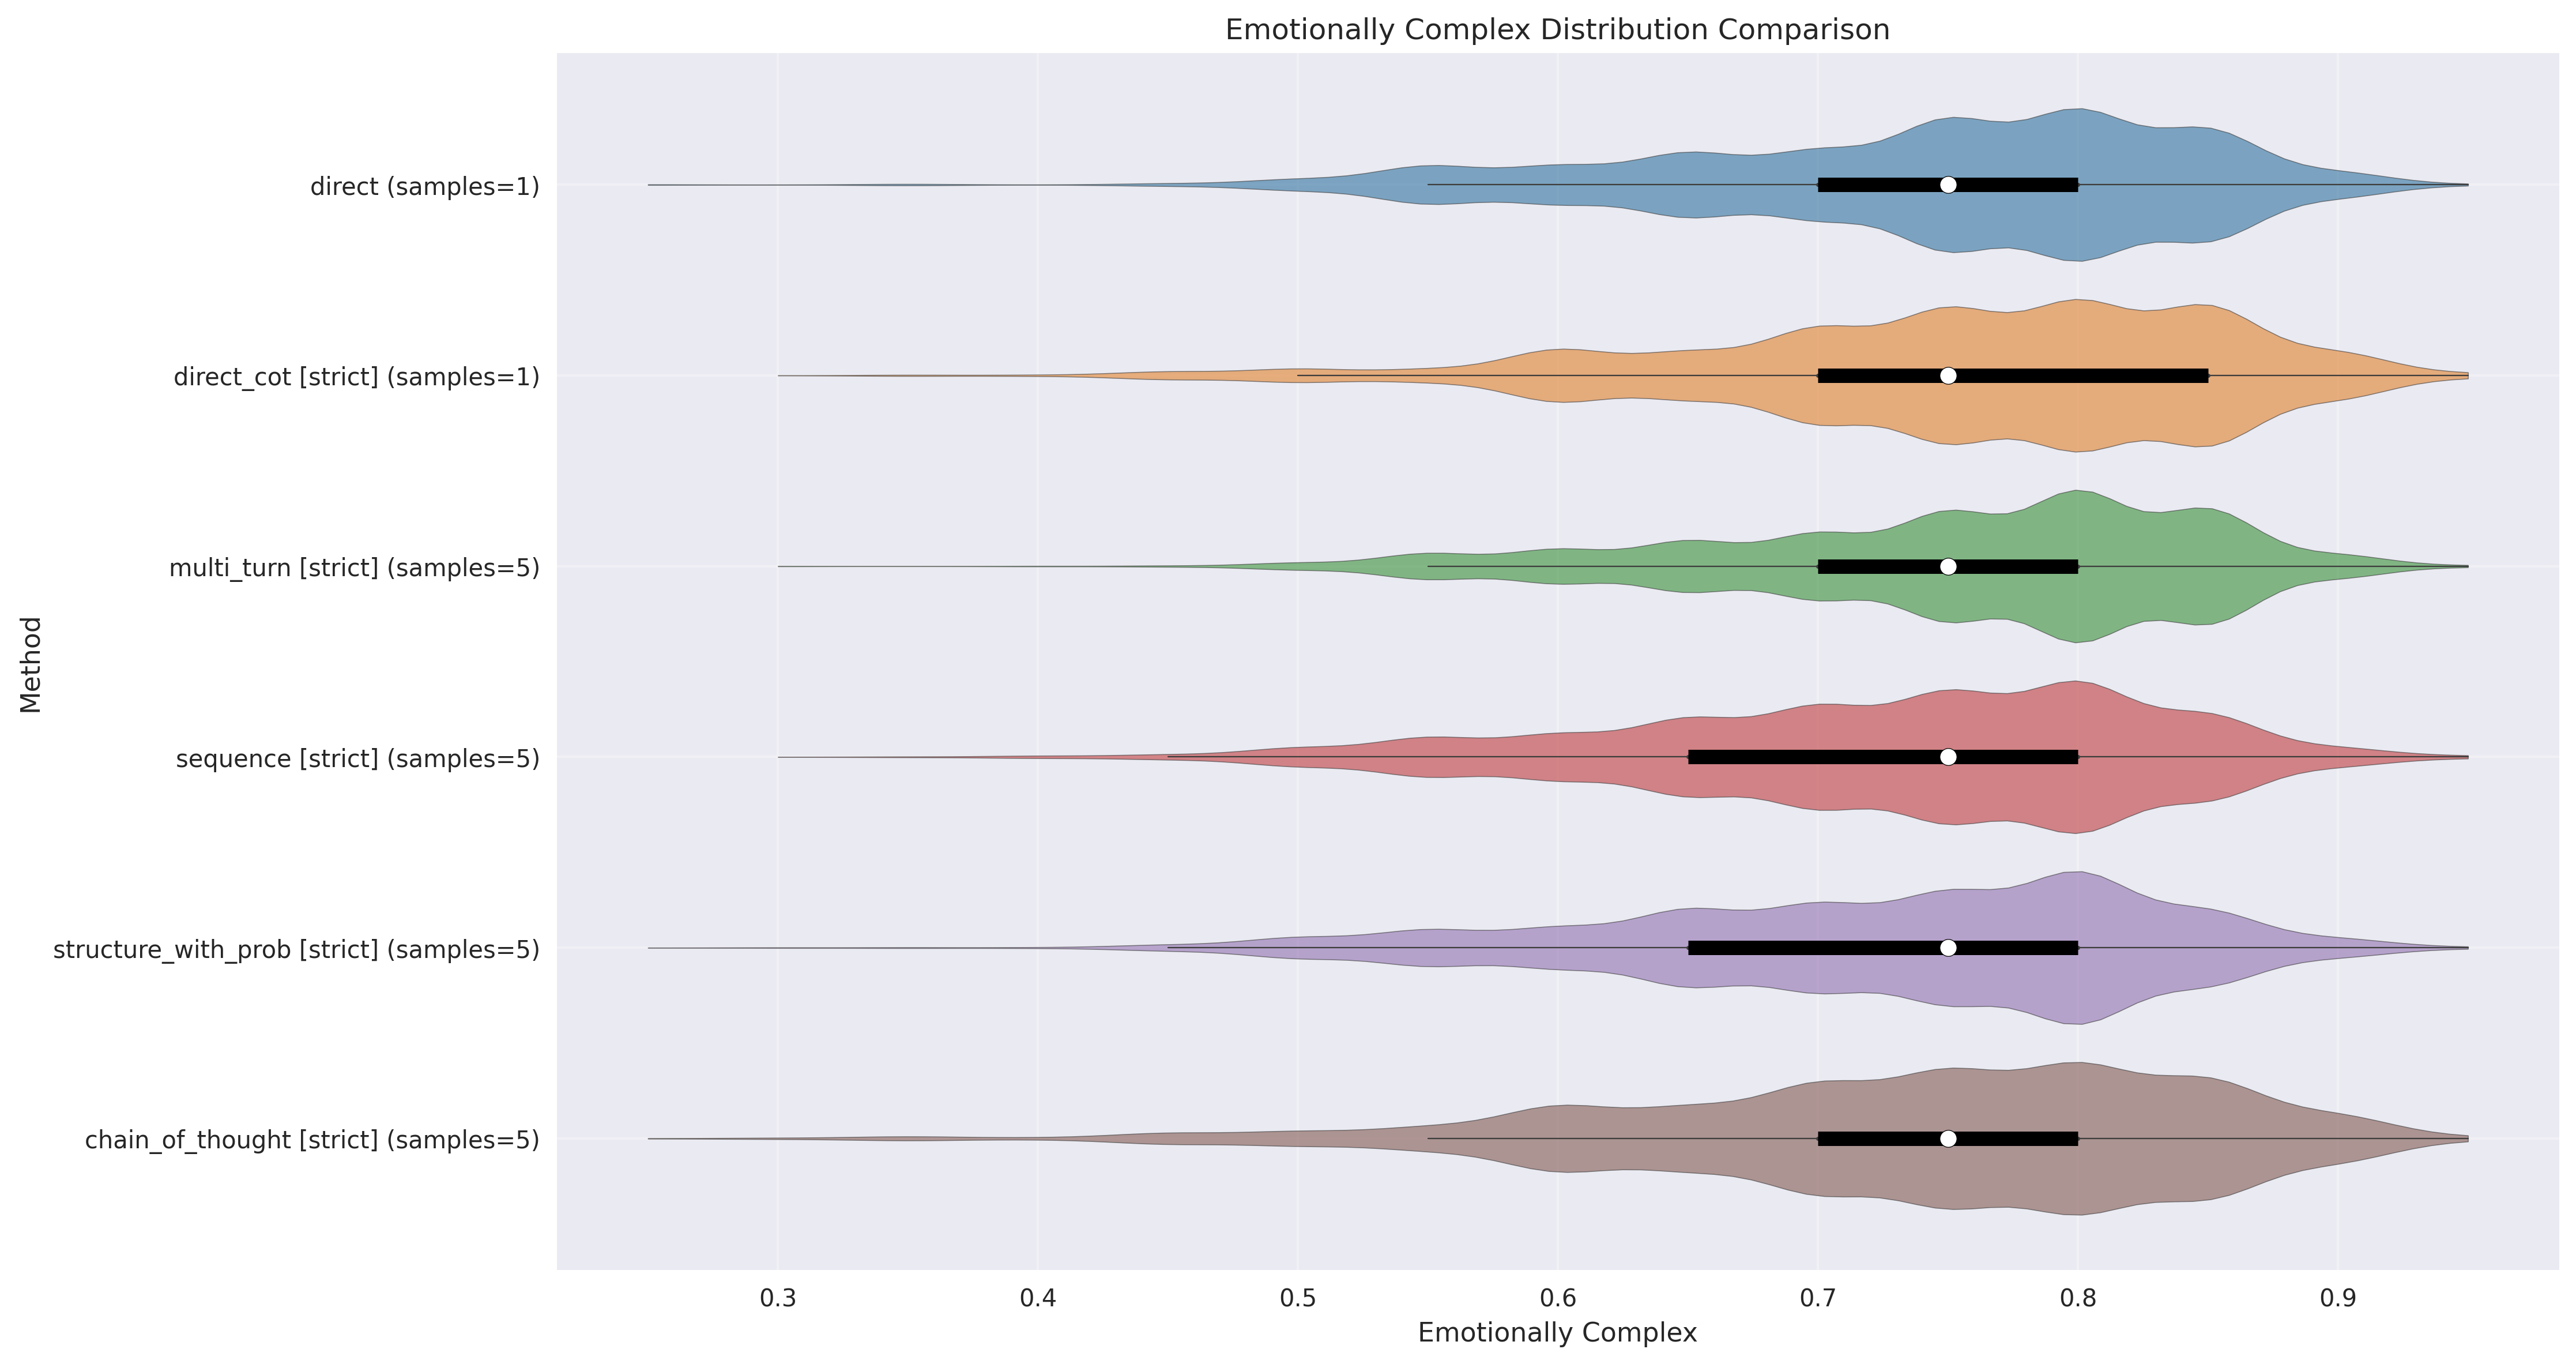 Emotionally Complex Distribution Comparison
Method
direct (samples=1)
direct_cot [strict] (samples=1)
multi_turn [strict] (samples=5)
sequence [strict] (samples=5)
structure_with_prob [strict] (samples=5)
chain_of_thought [strict] (samples=5)
0.3 0.4 0.5 0.6 0.7 0.8 0.9
Emotionally Complex